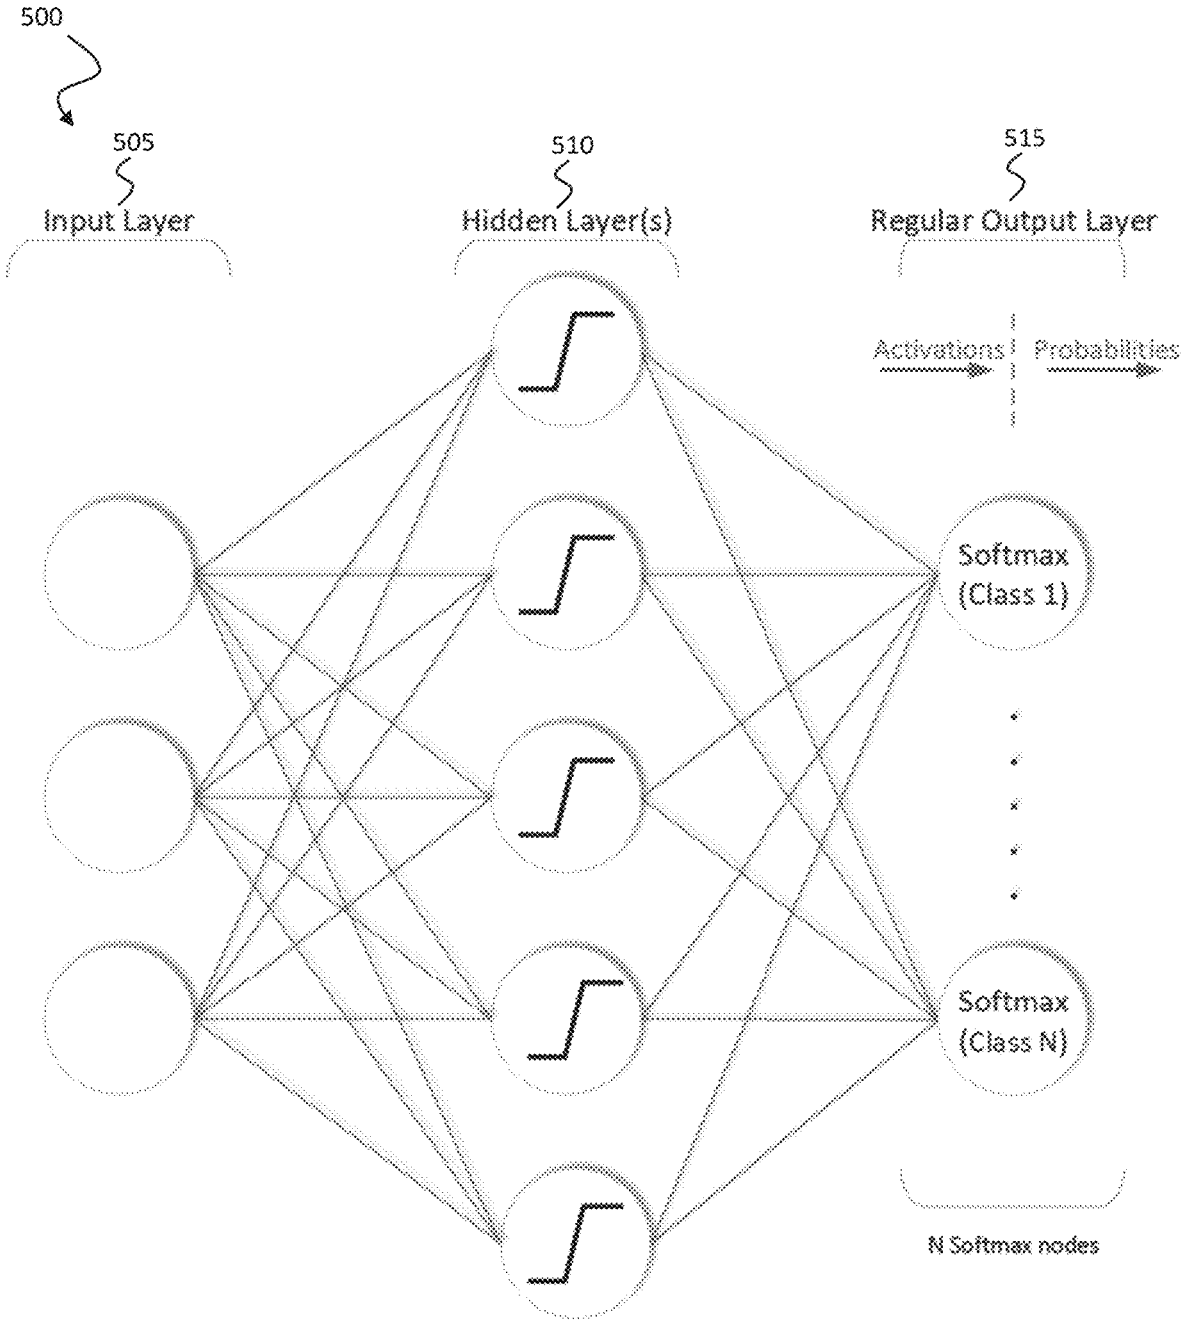 500
505
510
515
Input Layer
Hidden Layer(s)
Regular Output Layer
Activations
Probabilities
Softmax
(Class 1)
Softmax
(Class N)
N Softmax nodes